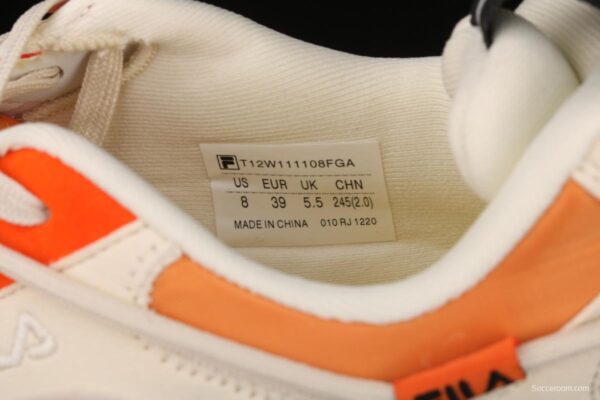 T12W111108FGA
US EUR UK CHN
8 39 5.5 245(2.0)
MADE IN CHINA 010 RJ 1220
FILA
Socceroom.com